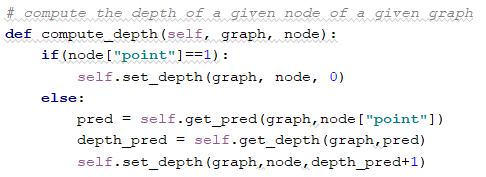 # compute the depth of a given node of a given graph
def compute_depth(self, graph, node):
    if(node["point"]==1):
        self.set_depth(graph, node, 0)
    else:
        pred = self.get_pred(graph,node["point"])
        depth_pred = self.get_depth(graph,pred)
        self.set_depth(graph,node,depth_pred+1)